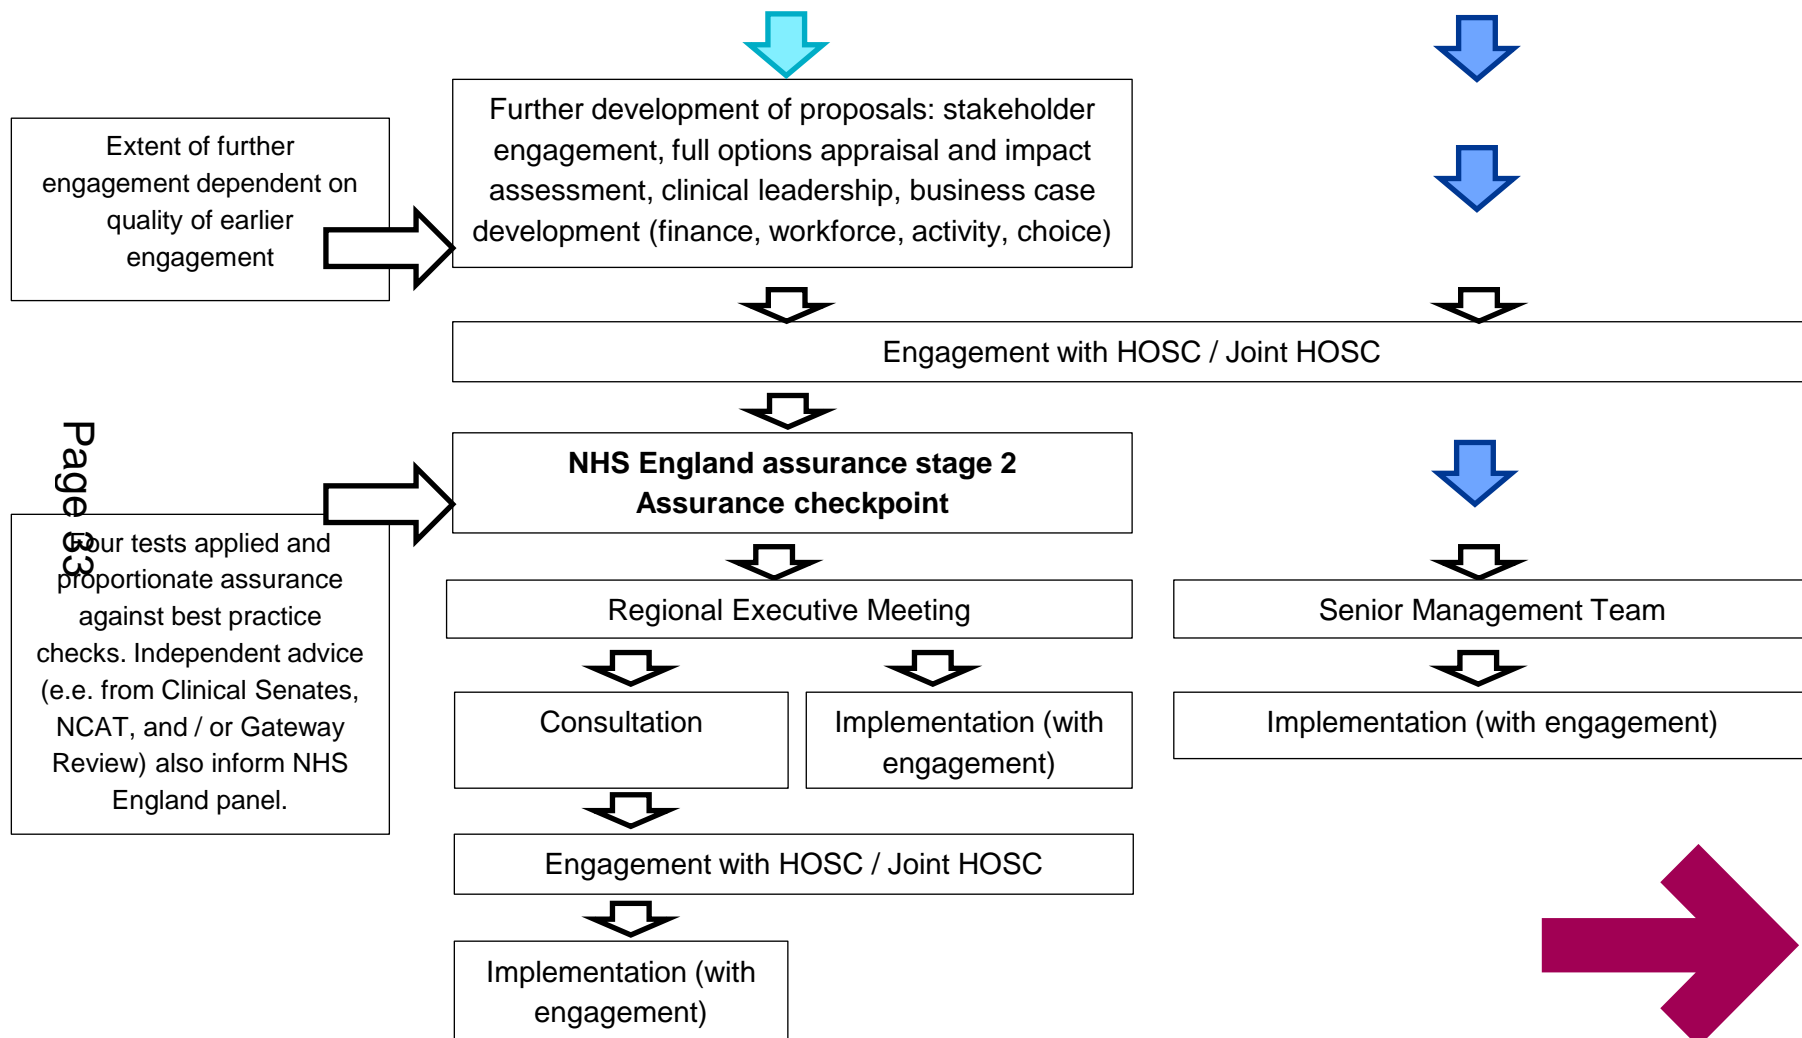 Further development of proposals: stakeholder
engagement, full options appraisal and impact
assessment, clinical leadership, business case
development (finance, workforce, activity, choice)
Extent of further
engagement dependent on
quality of earlier
engagement
Engagement with HOSC / Joint HOSC
Page 33
NHS England assurance stage 2
Assurance checkpoint
Four tests applied and
proportionate assurance
against best practice
checks. Independent advice
(e.e. from Clinical Senates,
NCAT, and / or Gateway
Review) also inform NHS
England panel.
Regional Executive Meeting
Senior Management Team
Consultation
Implementation (with
engagement)
Implementation (with engagement)
Engagement with HOSC / Joint HOSC
Implementation (with
engagement)